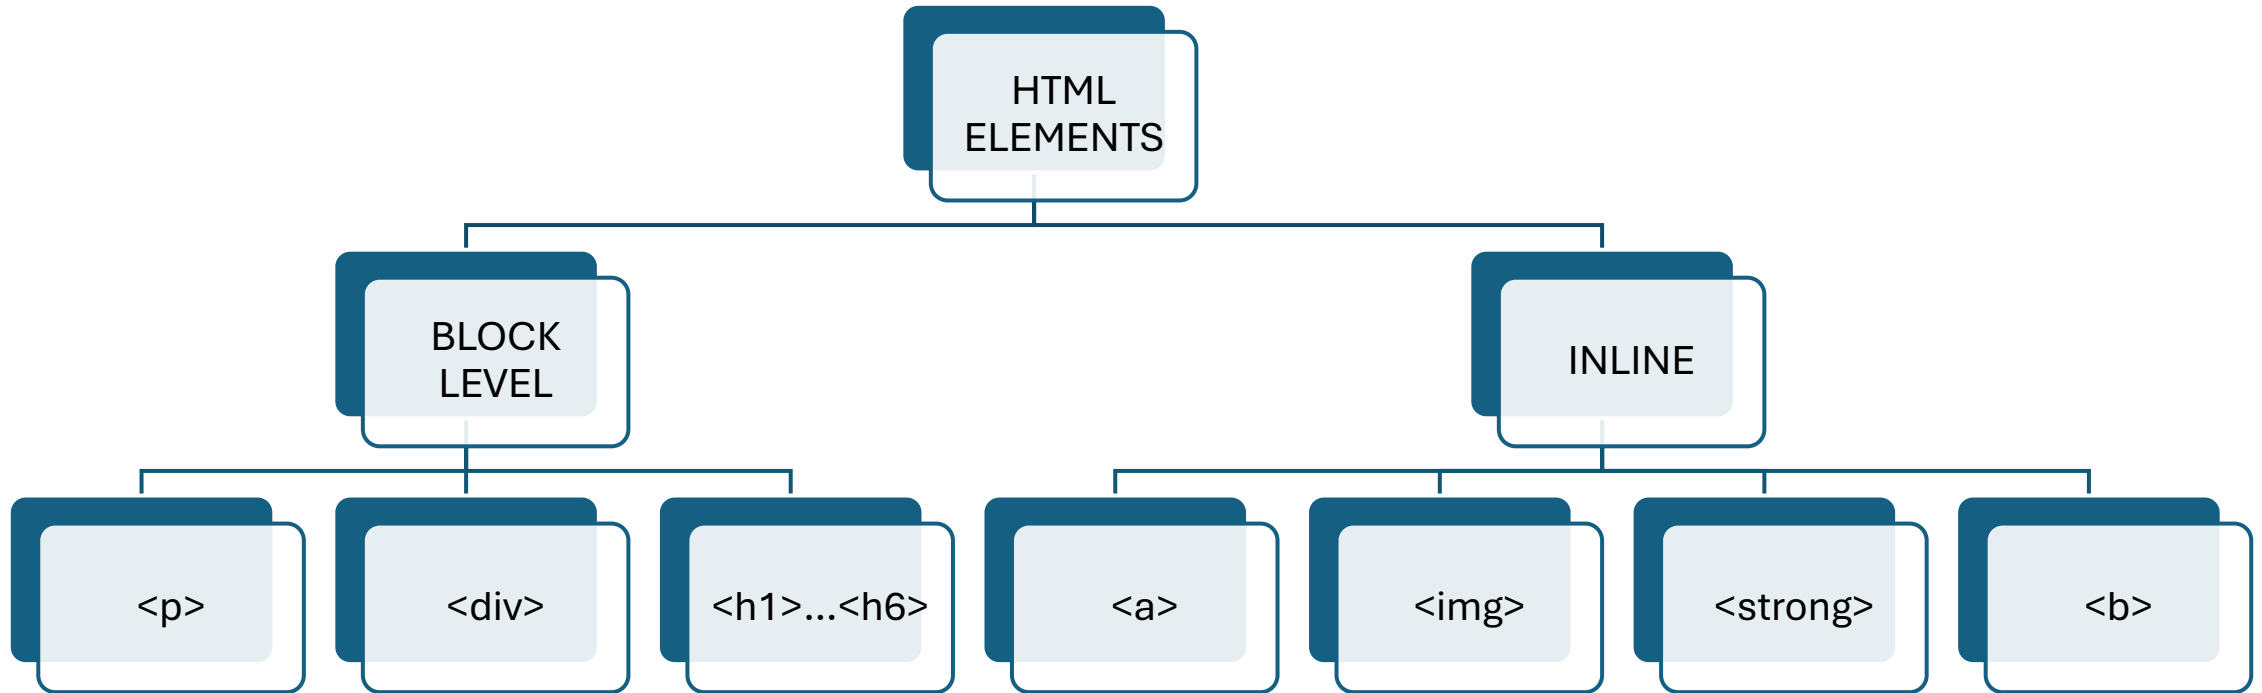 HTML
ELEMENTS
BLOCK
LEVEL
INLINE
<p>
<div>
<h1>...<h6>
<a>
<img>
<strong>
<b>